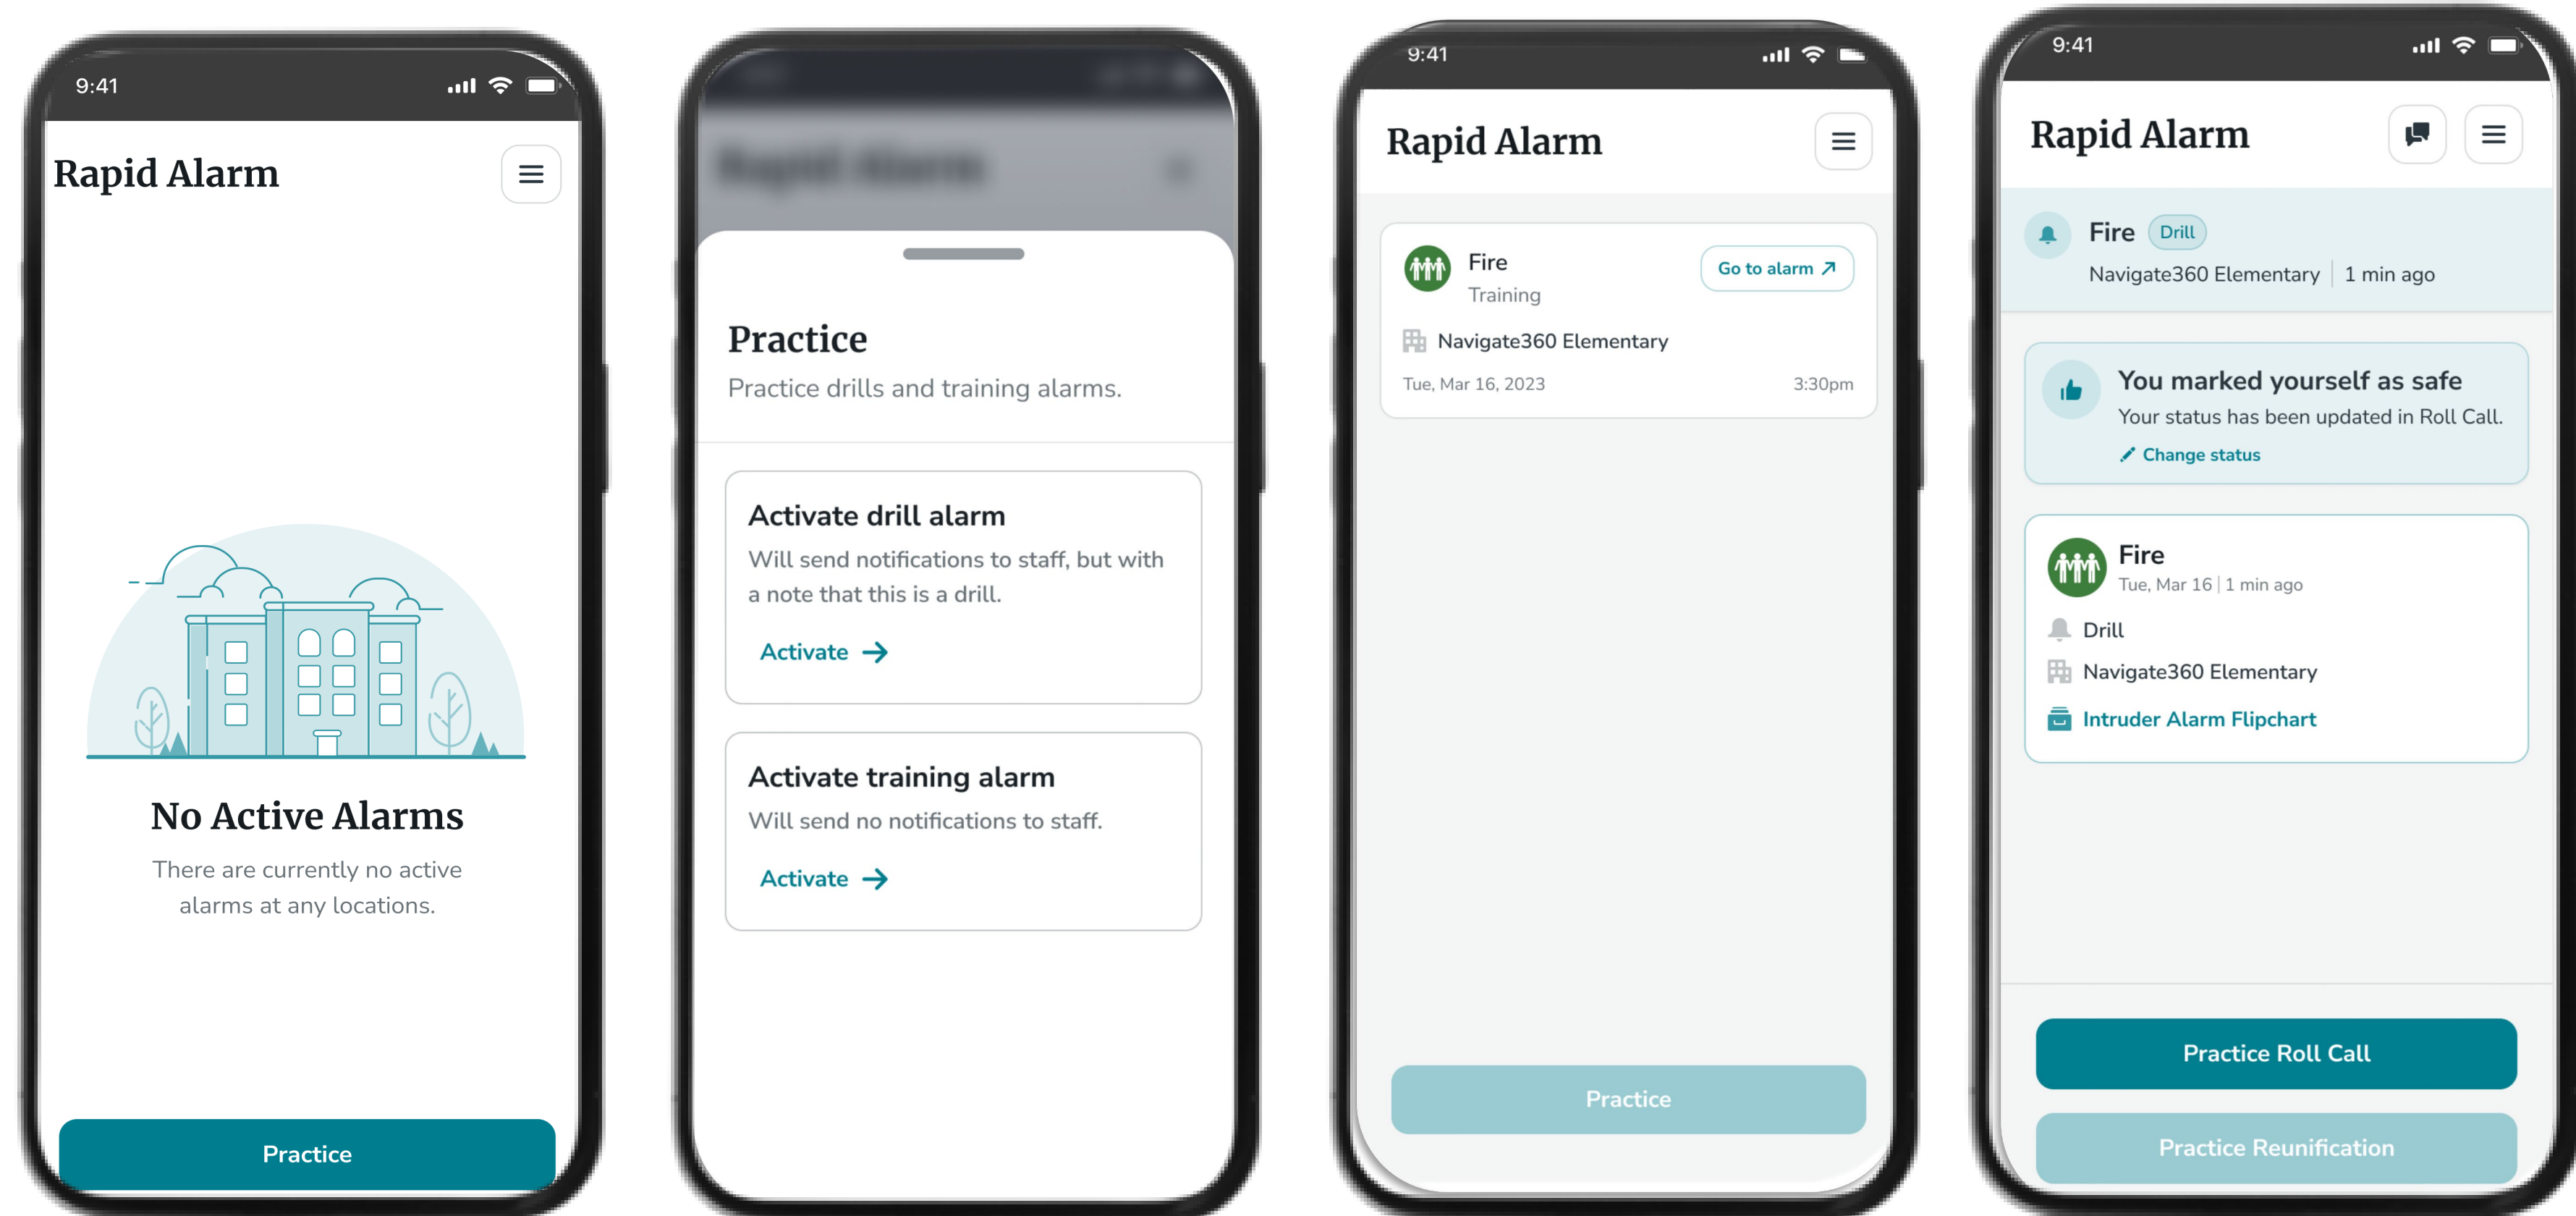 9:41
Rapid Alarm
No Active Alarms
There are currently no active
alarms at any locations.
Practice
Rapid Alarm
Practice
Practice drills and training alarms.
Activate drill alarm
Will send notifications to staff, but with
a note that this is a drill.
Activate
Activate training alarm
Will send no notifications to staff.
Activate
9:41
Rapid Alarm
Fire
Go to alarm
Training
Navigate360 Elementary
Tue, Mar 16, 2023 3:30pm
Practice
9:41
Rapid Alarm
Fire Drill
Navigate360 Elementary | 1 min ago
You marked yourself as safe
Your status has been updated in Roll Call.
Change status
Fire
Tue, Mar 16 | 1 min ago
Drill
Navigate360 Elementary
Intruder Alarm Flipchart
Practice Roll Call
Practice Reunification